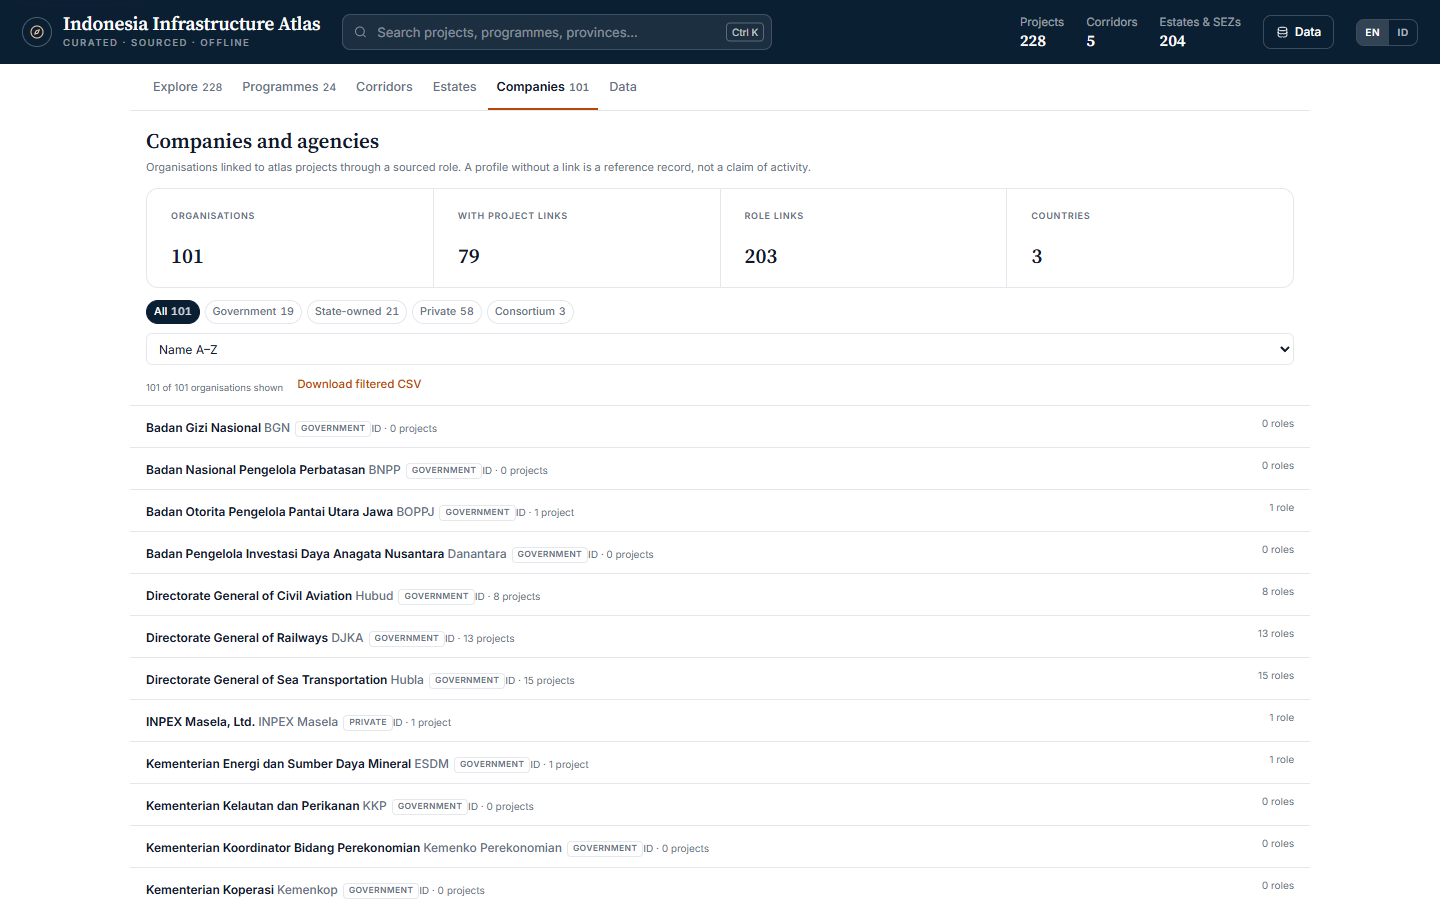 Indonesia Infrastructure Atlas
CURATED · SOURCED · OFFLINE
Search projects, programmes, provinces...
Ctrl K
Projects
228
Corridors
5
Estates & SEZs
204
Data
EN
ID
Explore 228
Programmes 24
Corridors
Estates
Companies 101
Data
Companies and agencies
Organisations linked to atlas projects through a sourced role. A profile without a link is a reference record, not a claim of activity.
ORGANISATIONS
101
WITH PROJECT LINKS
79
ROLE LINKS
203
COUNTRIES
3
All 101
Government 19
State-owned 21
Private 58
Consortium 3
Name A–Z
101 of 101 organisations shown
Download filtered CSV
Badan Gizi Nasional BGN GOVERNMENT ID · 0 projects 0 roles
Badan Nasional Pengelola Perbatasan BNPP GOVERNMENT ID · 0 projects 0 roles
Badan Otorita Pengelola Pantai Utara Jawa BOPPJ GOVERNMENT ID · 1 project 1 role
Badan Pengelola Investasi Daya Anagata Nusantara Danantara GOVERNMENT ID · 0 projects 0 roles
Directorate General of Civil Aviation Hubud GOVERNMENT ID · 8 projects 8 roles
Directorate General of Railways DJKA GOVERNMENT ID · 13 projects 13 roles
Directorate General of Sea Transportation Hubla GOVERNMENT ID · 15 projects 15 roles
INPEX Masela, Ltd. INPEX Masela PRIVATE ID · 1 project 1 role
Kementerian Energi dan Sumber Daya Mineral ESDM GOVERNMENT ID · 1 project 1 role
Kementerian Kelautan dan Perikanan KKP GOVERNMENT ID · 0 projects 0 roles
Kementerian Koordinator Bidang Perekonomian Kemenko Perekonomian GOVERNMENT ID · 0 projects 0 roles
Kementerian Koperasi Kemenkop GOVERNMENT ID · 0 projects 0 roles